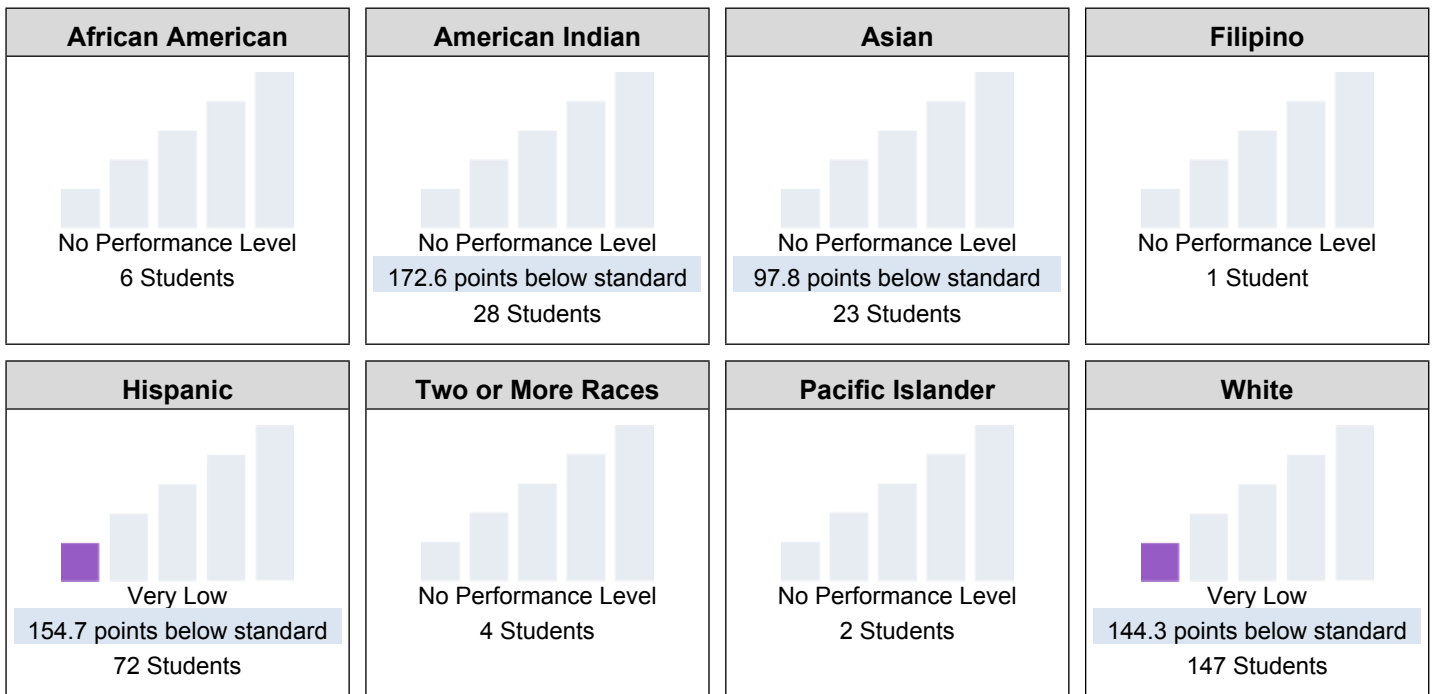 African American
No Performance Level
6 Students
American Indian
No Performance Level
172.6 points below standard
28 Students
Asian
No Performance Level
97.8 points below standard
23 Students
Filipino
No Performance Level
1 Student
Hispanic
Very Low
154.7 points below standard
72 Students
Two or More Races
No Performance Level
4 Students
Pacific Islander
No Performance Level
2 Students
White
Very Low
144.3 points below standard
147 Students